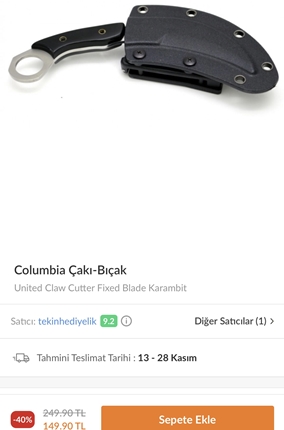 Columbia Çakı-Bıçak
United Claw Cutter Fixed Blade Karambit
Satıcı: tekinhediyelik 9.2 Diğer Satıcılar (1)
Tahmini Teslimat Tarihi : 13 - 28 Kasım
-40% 249.90 TL
149.90 TL
Sepete Ekle